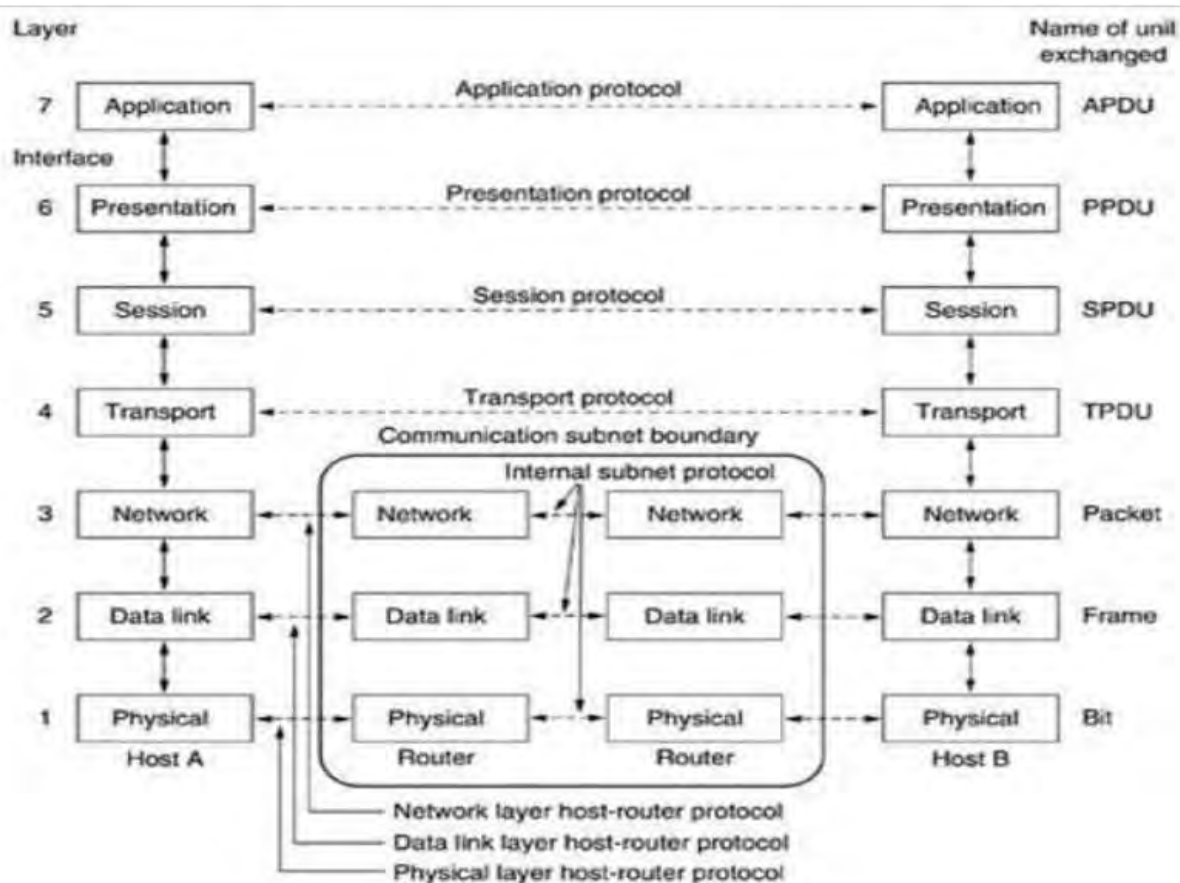 Layer
Name of unit
exchanged
Application protocol
7 Application Application APDU
Interface
Presentation protocol
6 Presentation Presentation PPDU
Session protocol
5 Session Session SPDU
Transport protocol
4 Transport Transport TPDU
Communication subnet boundary
Internal subnet protocol
3 Network Network Network Network Packet
2 Data link Data link Data link Data link Frame
1 Physical Physical Physical Physical Bit
Host A Router Router Host B
Network layer host-router protocol
Data link layer host-router protocol
Physical layer host-router protocol